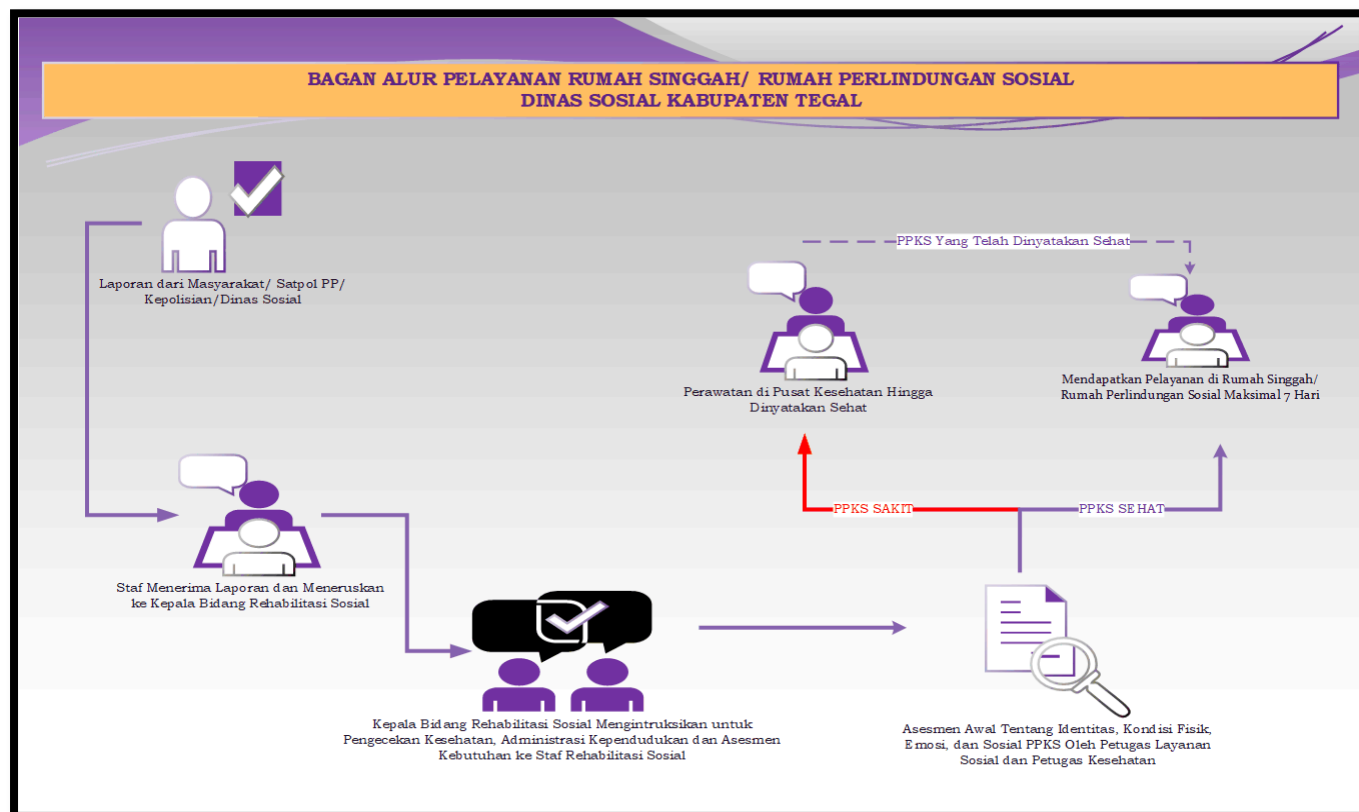 BAGAN ALUR PELAYANAN RUMAH SINGGAH/ RUMAH PERLINDUNGAN SOSIAL
DINAS SOSIAL KABUPATEN TEGAL
Laporan dari Masyarakat/ Satpol PP/
Kepolisian/Dinas Sosial
Staf Menerima Laporan dan Meneruskan
ke Kepala Bidang Rehabilitasi Sosial
Kepala Bidang Rehabilitasi Sosial Mengintruksikan untuk
Pengecekan Kesehatan, Administrasi Kependudukan dan Asesmen
Kebutuhan ke Staf Rehabilitasi Sosial
Asesmen Awal Tentang Identitas, Kondisi Fisik,
Emosi, dan Sosial PPKS Oleh Petugas Layanan
Sosial dan Petugas Kesehatan
PPKS SAKIT
PPKS SEHAT
Perawatan di Pusat Kesehatan Hingga
Dinyatakan Sehat
PPKS Yang Telah Dinyatakan Sehat
Mendapatkan Pelayanan di Rumah Singgah/
Rumah Perlindungan Sosial Maksimal 7 Hari